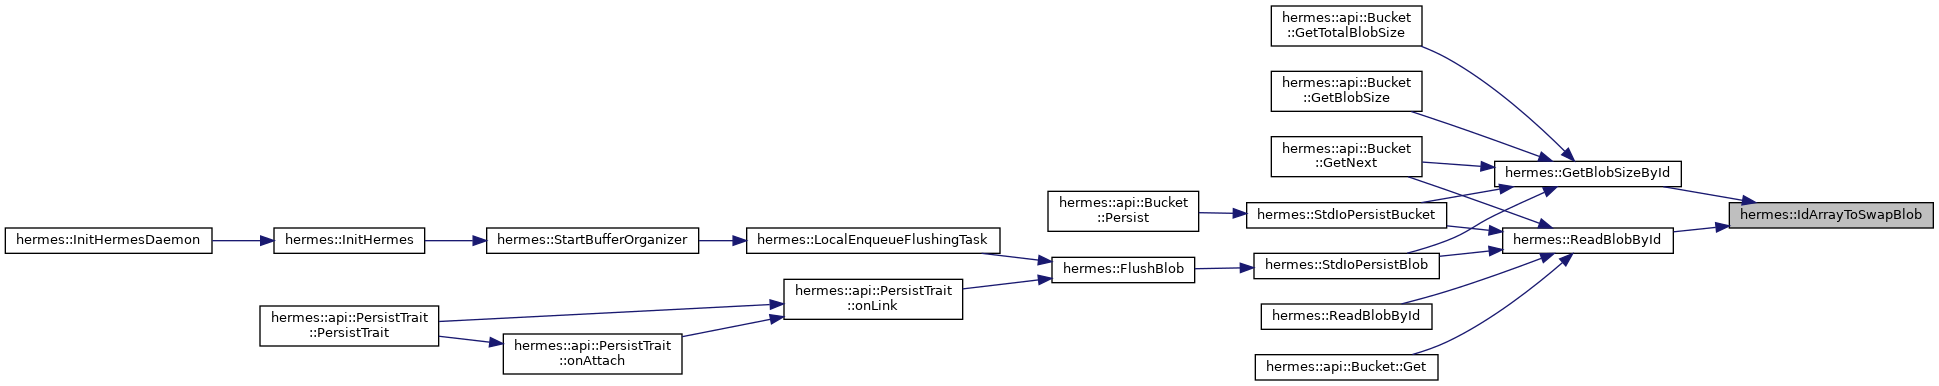 hermes::api::Bucket
::GetTotalBlobSize
hermes::api::Bucket
::GetBlobSize
hermes::api::Bucket
::GetNext
hermes::GetBlobSizeById
hermes::api::Bucket
::Persist
hermes::StdIoPersistBucket
hermes::IdArrayToSwapBlob
hermes::InitHermesDaemon
hermes::InitHermes
hermes::StartBufferOrganizer
hermes::LocalEnqueueFlushingTask
hermes::ReadBlobById
hermes::FlushBlob
hermes::StdIoPersistBlob
hermes::api::PersistTrait
::onLink
hermes::api::PersistTrait
::PersistTrait
hermes::ReadBlobById
hermes::api::PersistTrait
::onAttach
hermes::api::Bucket::Get